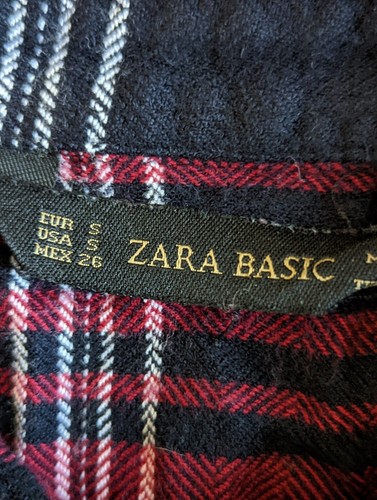 EUR S
USA S
MEX 26
ZARA BASIC